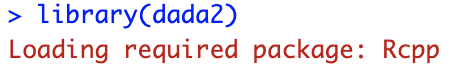 > library(dada2)
Loading required package: Rcpp